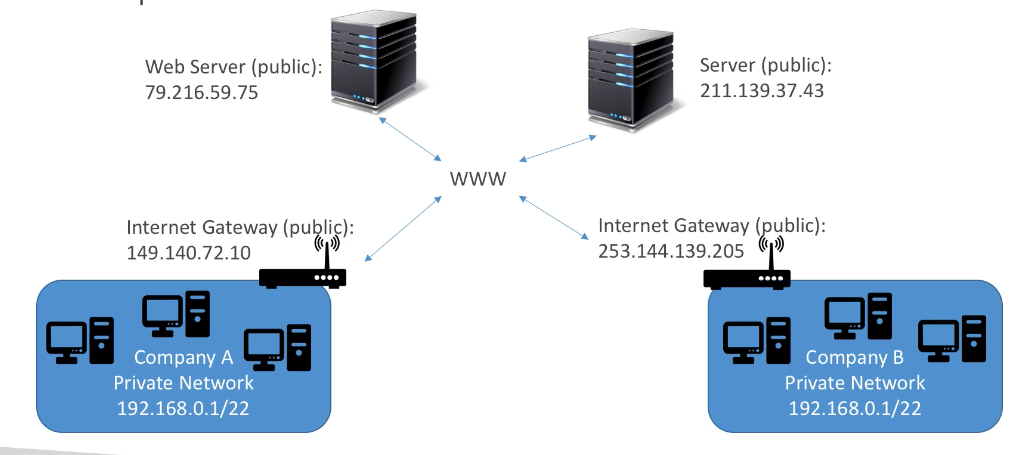 Web Server (public):
79.216.59.75
Server (public):
211.139.37.43
WWW
Internet Gateway (public):
149.140.72.10
Internet Gateway (public):
253.144.139.205
Company A
Private Network
192.168.0.1/22
Company B
Private Network
192.168.0.1/22